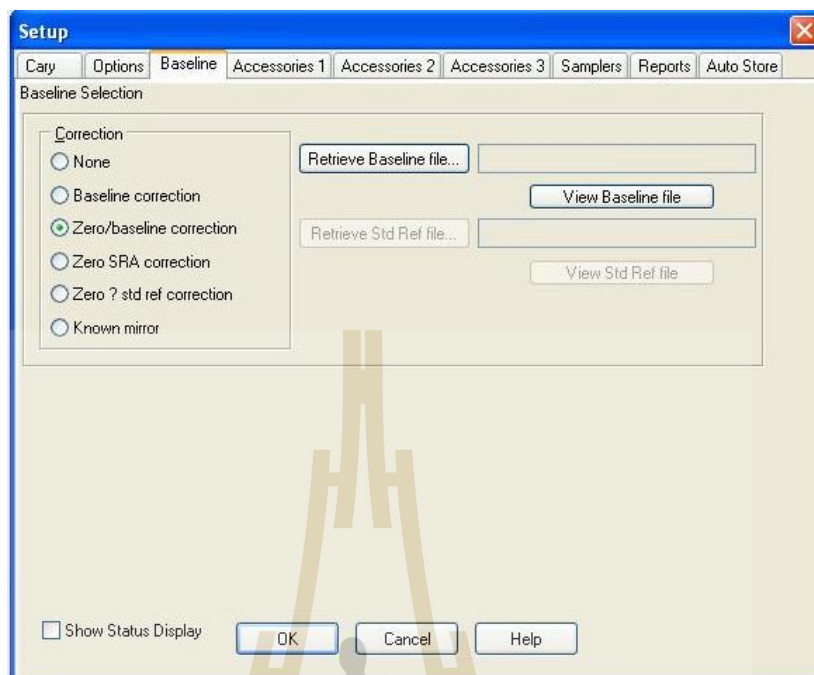 Setup
Cary Options Baseline Accessories 1 Accessories 2 Accessories 3 Samplers Reports Auto Store
Baseline Selection
Correction
None
Retrieve Baseline file...
Baseline correction
View Baseline file
Zero/baseline correction
Retrieve Std Ref file...
Zero SRA correction
View Std Ref file
Zero ? std ref correction
Known mirror
Show Status Display
OK Cancel Help